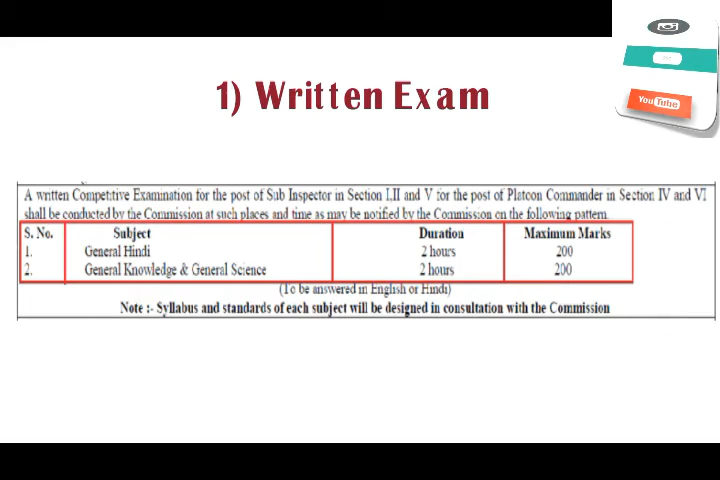 1) Written Exam
You Tube
A written Competitive Examination for the post of Sub Inspector in Section I,II and V for the post of Platoon Commander in Section IV and VI
shall be conducted by the Commission at such places and time as may be notified by the Commission on the following pattern.
S. No. Subject Duration Maximum Marks
1. General Hindi 2 hours 200
2. General Knowledge & General Science 2 hours 200
(To be answered in English or Hindi)
Note :- Syllabus and standards of each subject will be designed in consultation with the Commission